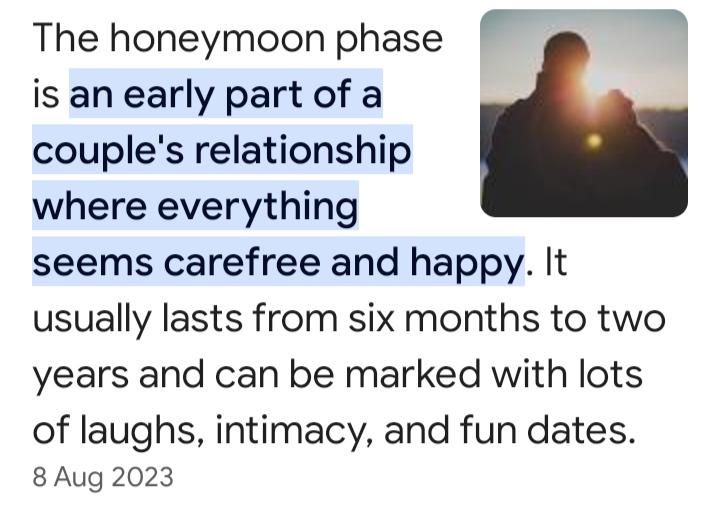 The honeymoon phase
is an early part of a
couple's relationship
where everything
seems carefree and happy. It
usually lasts from six months to two
years and can be marked with lots
of laughs, intimacy, and fun dates.
8 Aug 2023